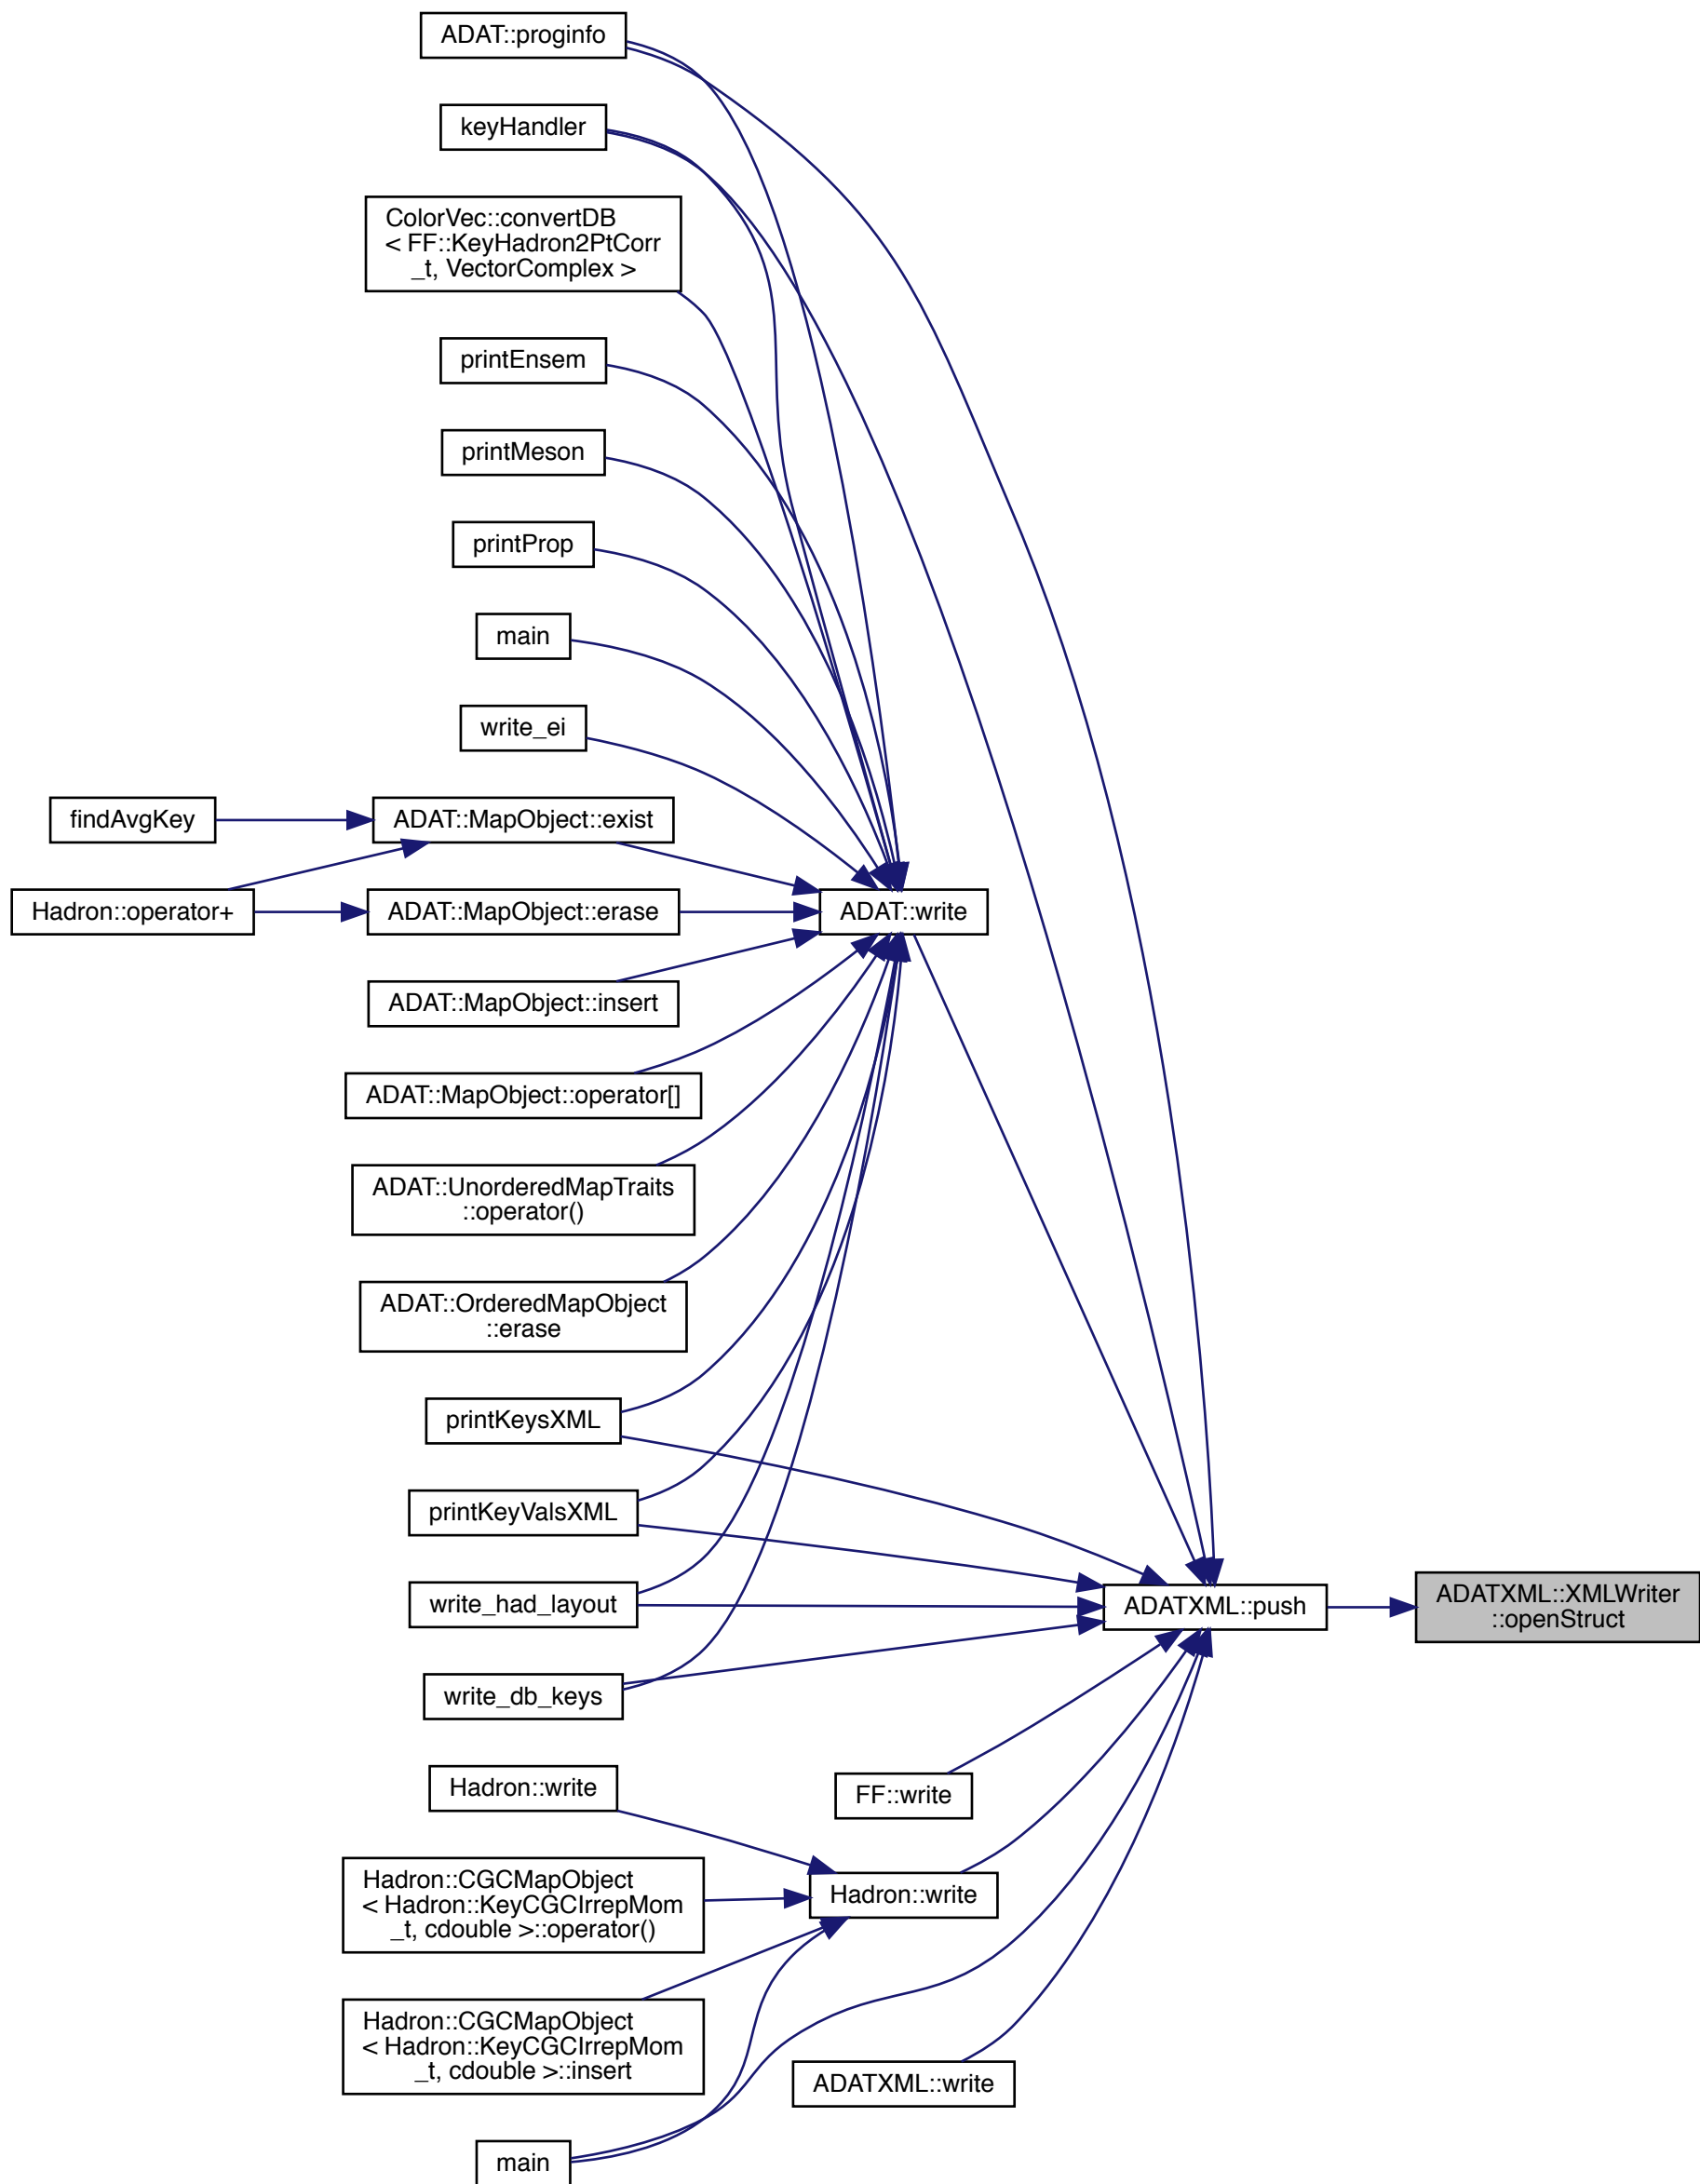 ADAT::proginfo
keyHandler
ColorVec::convertDB
< FF::KeyHadron2PtCorr
_t, VectorComplex >
printEnsem
printMeson
printProp
main
write_ei
findAvgKey
ADAT::MapObject::exist
Hadron::operator+
ADAT::MapObject::erase
ADAT::write
ADAT::MapObject::insert
ADAT::MapObject::operator[]
ADAT::UnorderedMapTraits
::operator()
ADAT::OrderedMapObject
::erase
printKeysXML
printKeyValsXML
write_had_layout
ADATXML::push
ADATXML::XMLWriter
::openStruct
write_db_keys
Hadron::write
FF::write
Hadron::CGCMapObject
< Hadron::KeyCGCIrrepMom
_t, cdouble >::operator()
Hadron::write
Hadron::CGCMapObject
< Hadron::KeyCGCIrrepMom
_t, cdouble >::insert
ADATXML::write
main